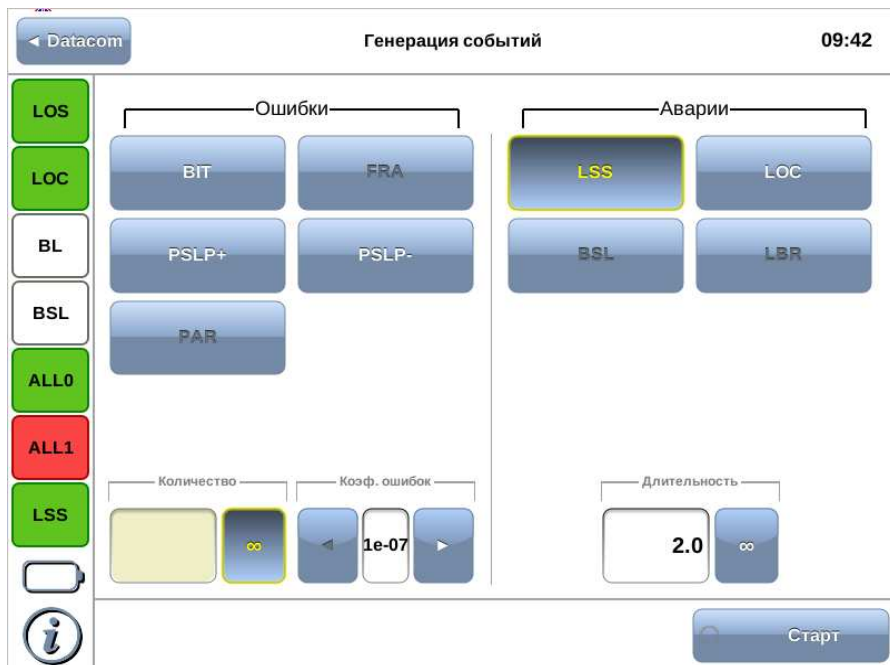 ◄ Datacom
Генерация событий
09:42
LOS
LOC
BL
BSL
ALL0
ALL1
LSS
i
Ошибки
BIT
FRA
PSLP+
PSLP-
PAR
Количество
∞
Коэф. ошибок
◄
1e-07
►
Аварии
LSS
LOC
BSL
LBR
Длительность
2.0
∞
Старт